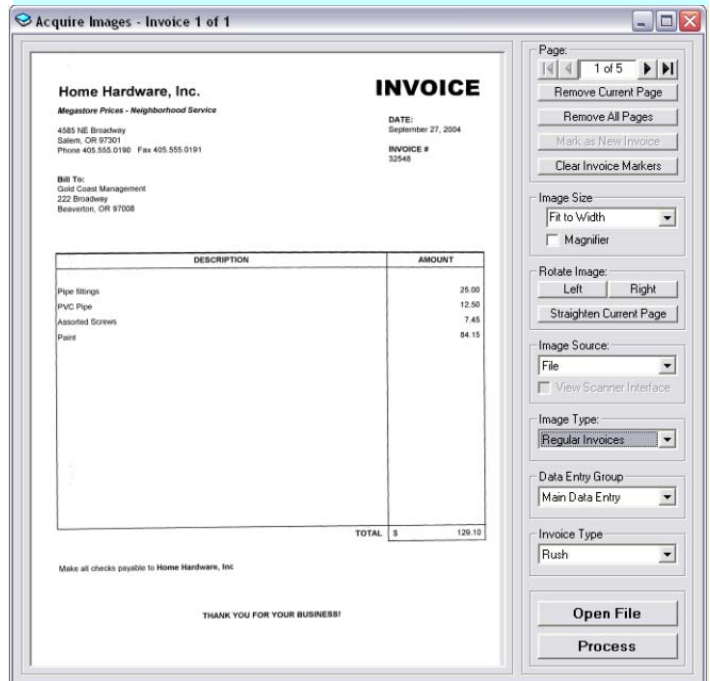 Acquire Images - Invoice 1 of 1
Home Hardware, Inc.
INVOICE
Megastore Prices - Neighborhood Service
DATE:
September 27, 2004
4585 NE Broadway
Salem, OR 97301
Phone 405.555.0190 Fax 405.555.0191
INVOICE #
32548
Bill To:
Gold Coast Management
222 Broadway
Beaverton, OR 97008
DESCRIPTION AMOUNT
Pipe fittings 25.00
PVC Pipe 12.50
Assorted Screws 7.45
Paint 84.15
TOTAL $ 129.10
Make all checks payable to Home Hardware, Inc
THANK YOU FOR YOUR BUSINESS!
Page:
1 of 5
Remove Current Page
Remove All Pages
Mark as New Invoice
Clear Invoice Markers
Image Size
Fit to Width
Magnifier
Rotate Image:
Left Right
Straighten Current Page
Image Source:
File
View Scanner Interface
Image Type:
Regular Invoices
Data Entry Group
Main Data Entry
Invoice Type
Rush
Open File
Process